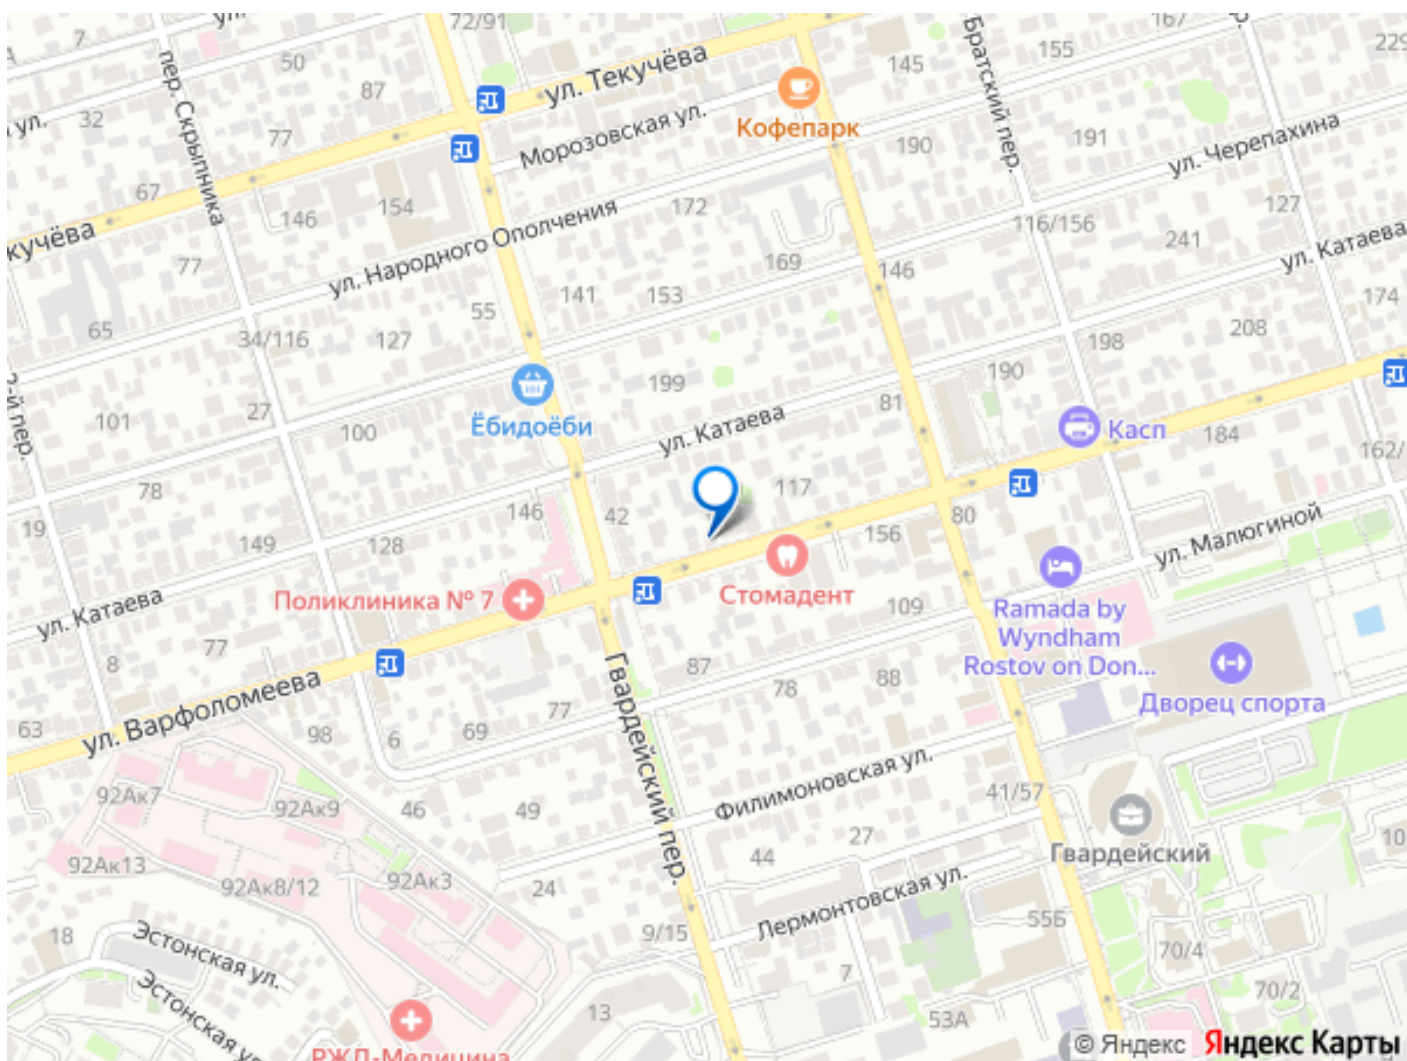 72/91
167
7
50
155
229
ул. Текучёва
145
Братский пер.
87
32
пер. Скрыпника
Морозовская ул.
Кофепарк
77
190
191
ул. Черепахина
67
146
154
172
116/156
127
ул. Народного Ополчения
77
241
ул. Катаева
169
146
141
153
174
55
65
34/116
127
208
198
190
199
81
101
27
100
Ёбидоёби
ул. Катаева
Касп
184
162/
78
117
146
42
19
149
128
156
80
ул. Малюгиной
Поликлиника № 7
Стомадент
109
ул. Катаева
Ramada by
Wyndham
Rostov on Don...
77
8
87
88
78
Дворец спорта
ул. Варфоломеева
63
98
6
69
77
Гвардейский пер.
92Ак7
92Ак9
46
49
Филимоновская ул.
41/57
27
44
Гвардейский
10
92Ак13
92Ак8/12
92Ак3
24
Лермонтовская ул.
55Б
18
Эстонская ул.
9/15
70/4
7
70/2
Эстонская ул.
13
53А
РЖД-Медицина
© Яндекс Яндекс Карты